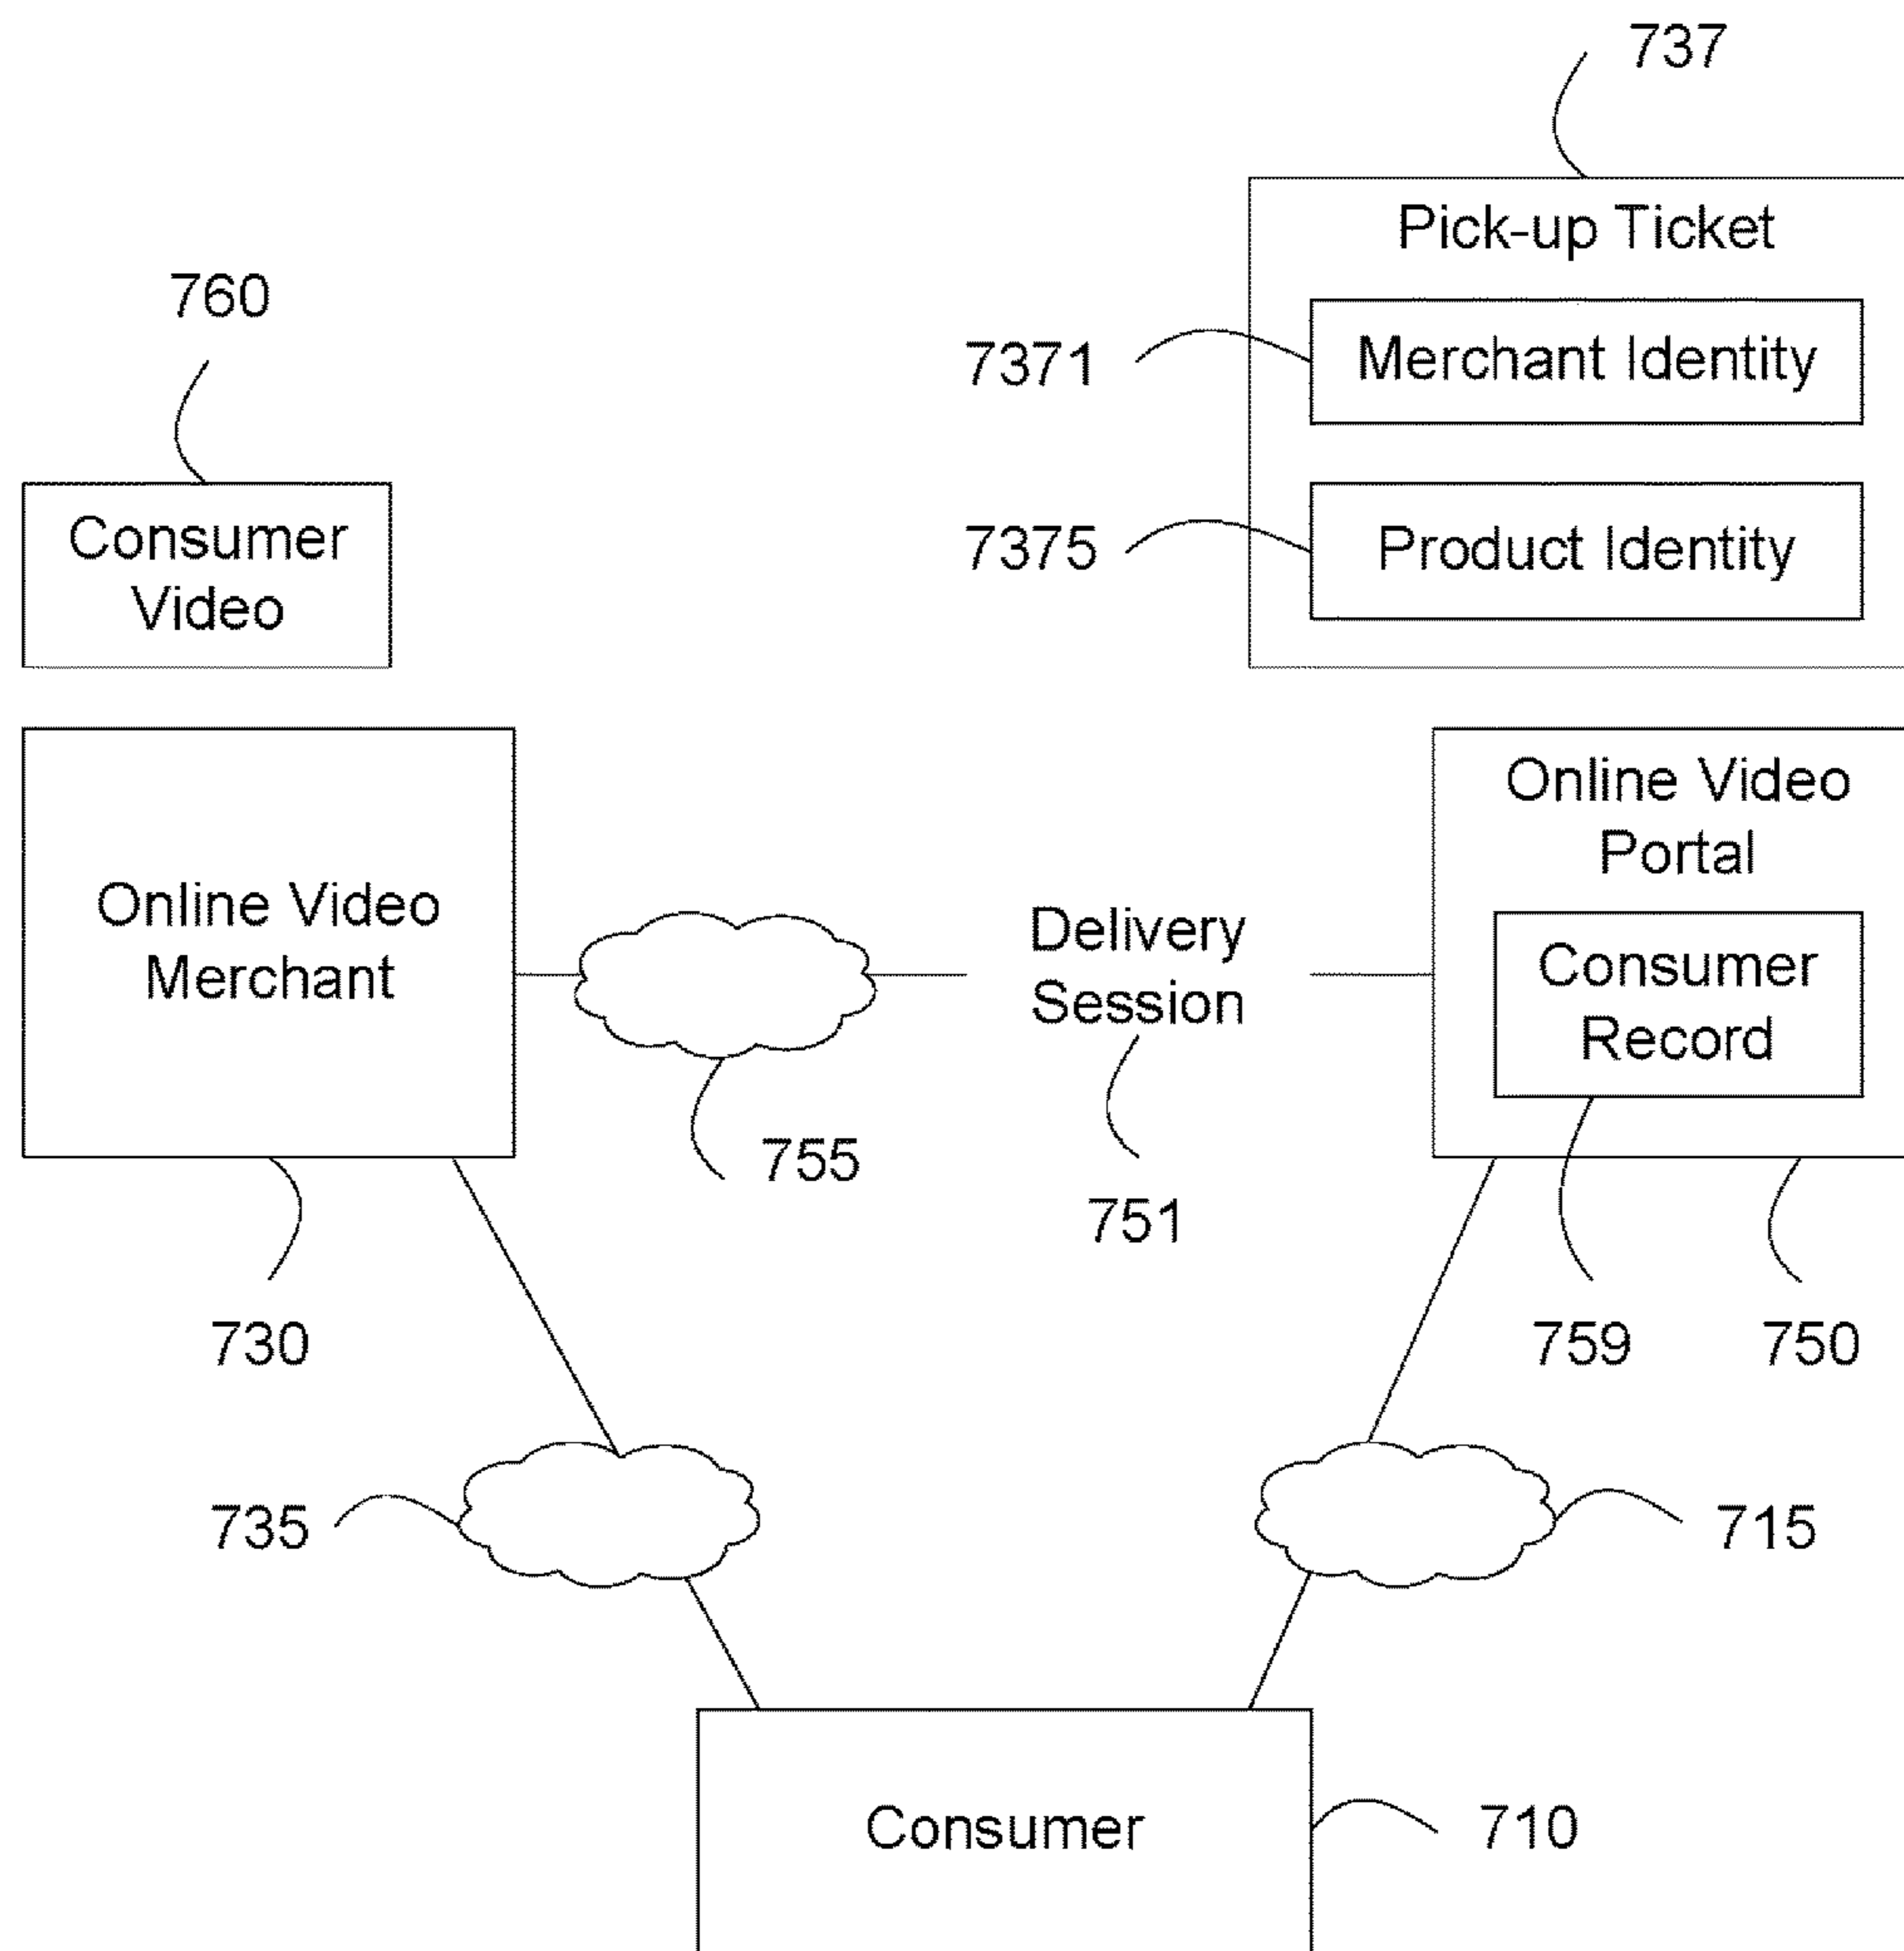 737
Pick-up Ticket
760
7371
Merchant Identity
Consumer
Video
7375
Product Identity
Online Video
Merchant
Delivery
Session
Online Video
Portal
Consumer
Record
755
751
730
759
750
735
715
Consumer
710